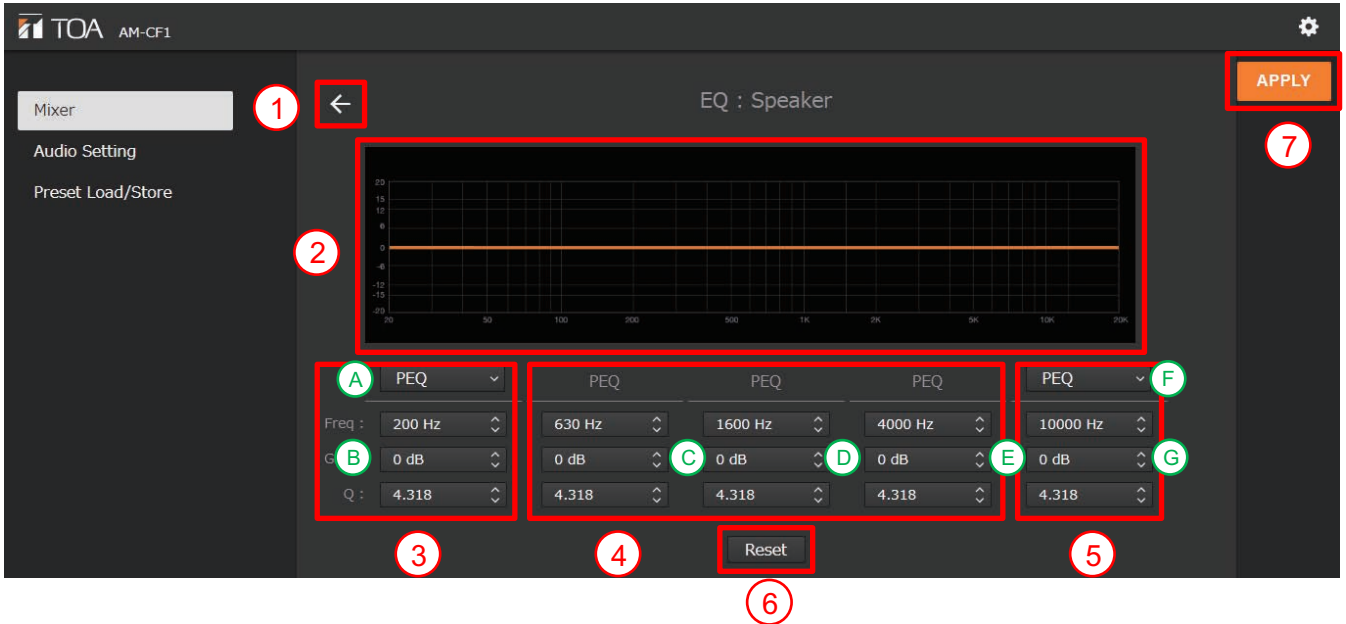 TOA AM-CF1
APPLY
Mixer
1
EQ : Speaker
7
Audio Setting
Preset Load/Store
2
20
15
12
6
0
-6
-12
-15
-20
20 50 100 200 500 1K 2K 5K 10K 20K
A PEQ PEQ PEQ PEQ PEQ F
Freq : 200 Hz 630 Hz 1600 Hz 4000 Hz 10000 Hz
B 0 dB 0 dB C 0 dB D 0 dB E 0 dB G
Q : 4.318 4.318 4.318 4.318 4.318
3 4 Reset 5
6